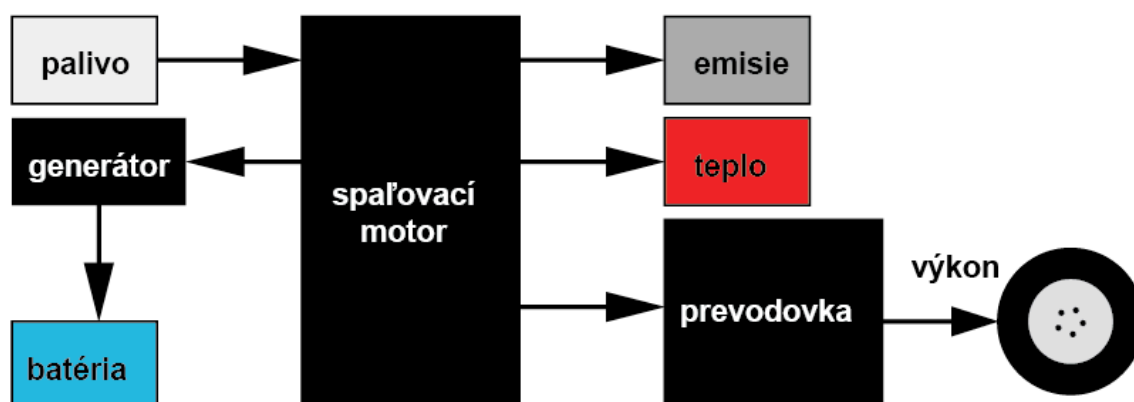 palivo
emisie
generátor
teplo
spaľovací
motor
výkon
prevodovka
batéria